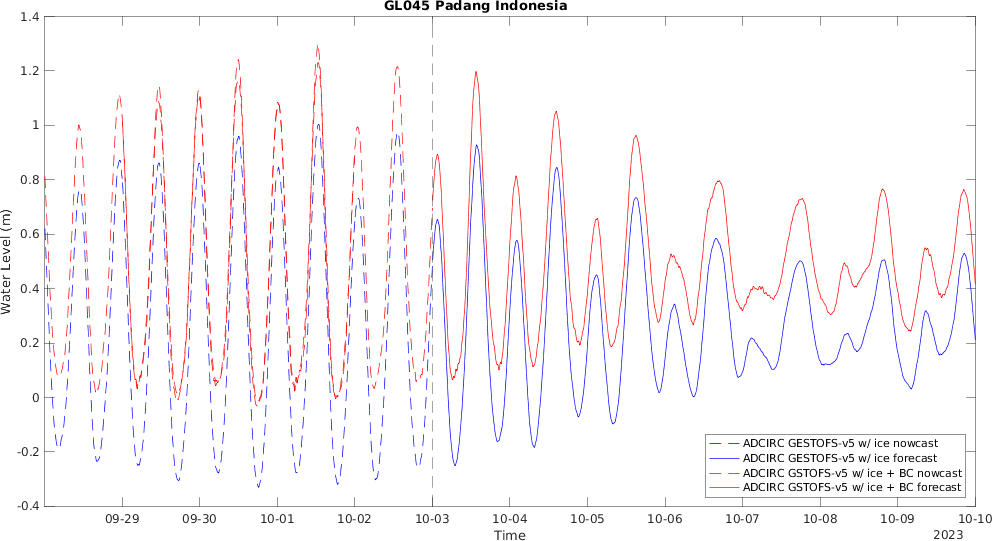 GL045 Padang Indonesia
1.4
1.2
1
0.8
0.6
0.4
0.2
0
-0.2
-0.4
Water Level (m)
ADCIRC GESTOFS-v5 w/ ice nowcast
ADCIRC GESTOFS-v5 w/ ice forecast
ADCIRC GSTOFS-v5 w/ ice + BC nowcast
ADCIRC GSTOFS-v5 w/ ice + BC forecast
09-29 09-30 10-01 10-02 10-03 10-04 10-05 10-06 10-07 10-08 10-09 10-10
Time
2023